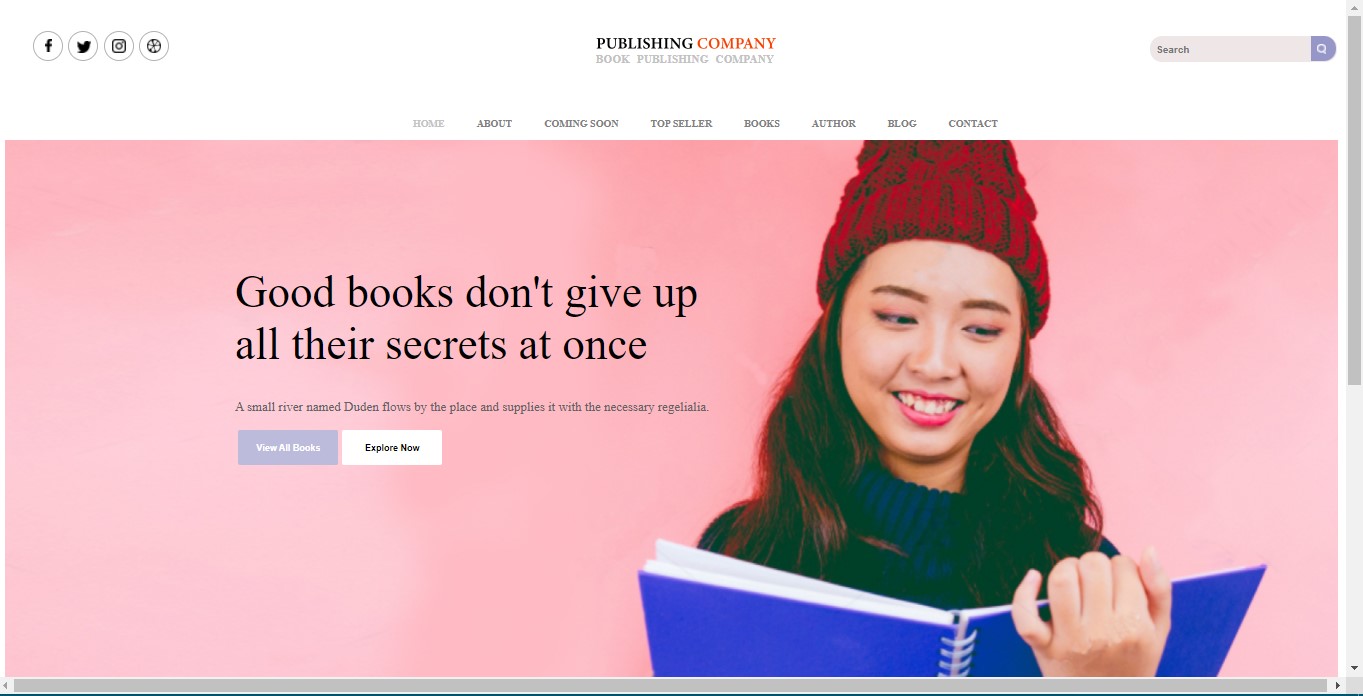 PUBLISHING COMPANY
BOOK PUBLISHING COMPANY
Search
HOME ABOUT COMING SOON TOP SELLER BOOKS AUTHOR BLOG CONTACT
Good books don't give up
all their secrets at once
A small river named Duden flows by the place and supplies it with the necessary regelialia.
View All Books Explore Now